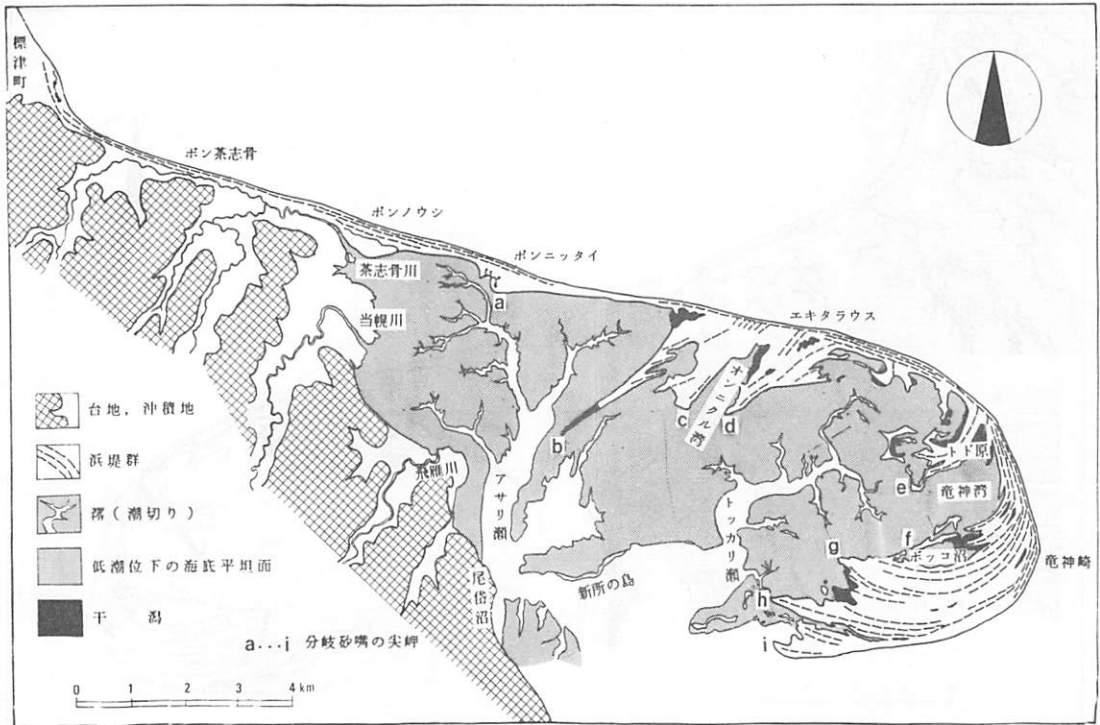 標津町
ポン茶志骨
ポンノウシ
ポンニッタイ
エキタラウス
茶志骨川
a
当幌川
オンニクル湾
c
d
b
トド原
e
竜神湾
飛雁川
アサリ瀬
トッカリ瀬
f
g
ポッコ沼
竜神崎
尾岱沼
新所の島
h
i
台地，沖積地
浜堤群
澪（潮切り）
低潮位下の海底平坦面
干　潟
a...i 分岐砂嘴の尖岬
0 1 2 3 4 km